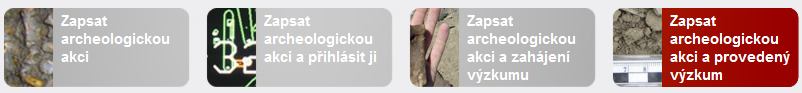 Zapsat
archeologickou
akci
Zapsat
archeologickou
akci a přihlásit ji
Zapsat
archeologickou
akci a zahájení
výzkumu
Zapsat
archeologickou
akci a provedený
výzkum